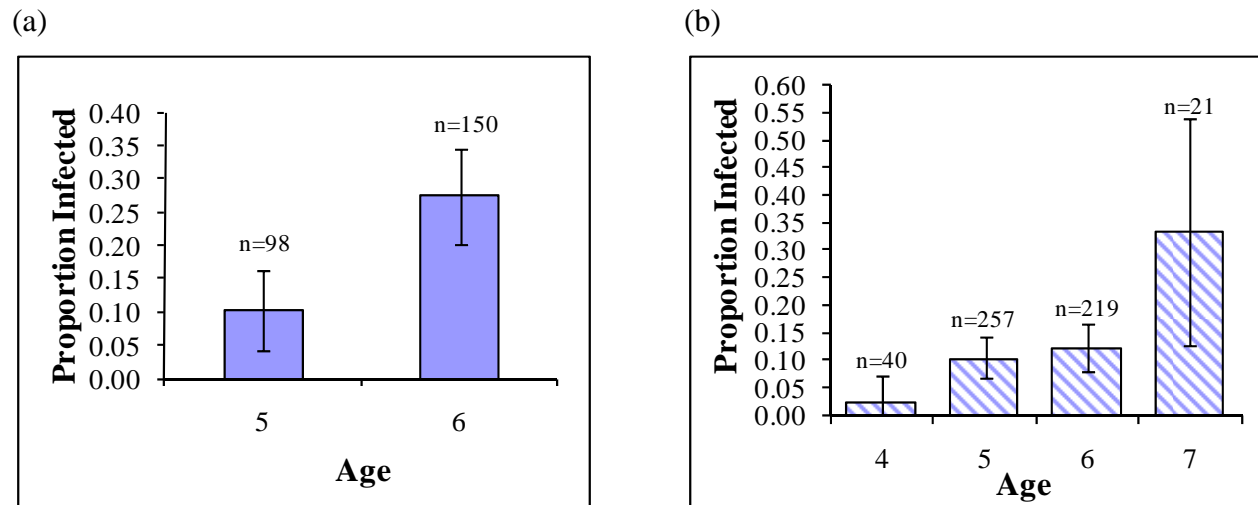 (a)
Proportion Infected
0.40
0.35
0.30
0.25
0.20
0.15
0.10
0.05
0.00
n=98
n=150
5 6
Age
(b)
Proportion Infected
0.60
0.55
0.50
0.45
0.40
0.35
0.30
0.25
0.20
0.15
0.10
0.05
0.00
n=40
n=257
n=219
n=21
4 5 6 7
Age